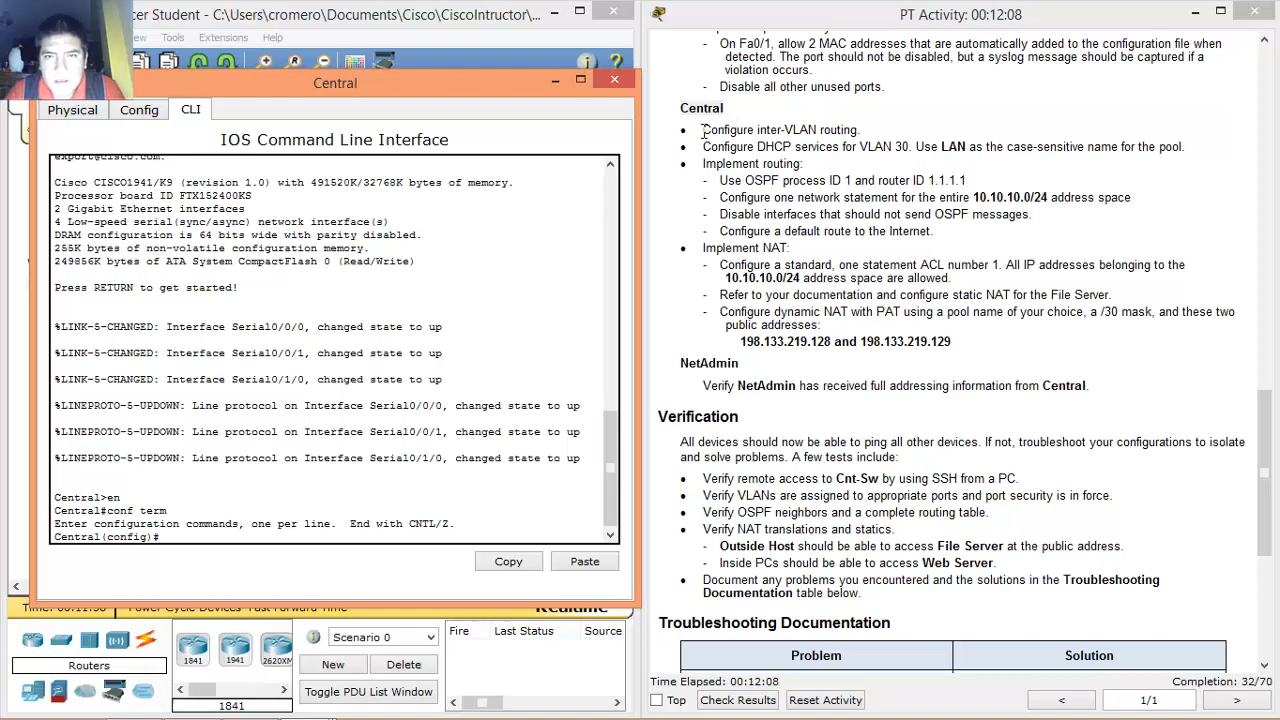 cer Student - C:\Users\cromero\Documents\Cisco\CiscoIntructor\...
ew Tools Extensions Help
Central
Physical Config CLI
IOS Command Line Interface
export@cisco.com.
Cisco CISCO1941/K9 (revision 1.0) with 491520K/32768K bytes of memory.
Processor board ID FTX152400KS
2 Gigabit Ethernet interfaces
4 Low-speed serial(sync/async) network interface(s)
DRAM configuration is 64 bits wide with parity disabled.
255K bytes of non-volatile configuration memory.
249856K bytes of ATA System CompactFlash 0 (Read/Write)
Press RETURN to get started!
%LINK-5-CHANGED: Interface Serial0/0/0, changed state to up
%LINK-5-CHANGED: Interface Serial0/0/1, changed state to up
%LINK-5-CHANGED: Interface Serial0/1/0, changed state to up
%LINEPROTO-5-UPDOWN: Line protocol on Interface Serial0/0/0, changed state to up
%LINEPROTO-5-UPDOWN: Line protocol on Interface Serial0/0/1, changed state to up
%LINEPROTO-5-UPDOWN: Line protocol on Interface Serial0/1/0, changed state to up
Central>en
Central#conf term
Enter configuration commands, one per line. End with CNTL/Z.
Central(config)#
Copy Paste
Time: 00:11:58 Power Cycle Devices Fast Forward Time Realtime
Routers
1841 1941 2620XM
1841
Scenario 0
New Delete
Toggle PDU List Window
Fire Last Status Source
PT Activity: 00:12:08
- On Fa0/1, allow 2 MAC addresses that are automatically added to the configuration file when
detected. The port should not be disabled, but a syslog message should be captured if a
violation occurs.
- Disable all other unused ports.
Central
• Configure inter-VLAN routing.
• Configure DHCP services for VLAN 30. Use LAN as the case-sensitive name for the pool.
• Implement routing:
- Use OSPF process ID 1 and router ID 1.1.1.1
- Configure one network statement for the entire 10.10.10.0/24 address space
- Disable interfaces that should not send OSPF messages.
- Configure a default route to the Internet.
• Implement NAT:
- Configure a standard, one statement ACL number 1. All IP addresses belonging to the
10.10.10.0/24 address space are allowed.
- Refer to your documentation and configure static NAT for the File Server.
- Configure dynamic NAT with PAT using a pool name of your choice, a /30 mask, and these two
public addresses:
198.133.219.128 and 198.133.219.129
NetAdmin
Verify NetAdmin has received full addressing information from Central.
Verification
All devices should now be able to ping all other devices. If not, troubleshoot your configurations to isolate
and solve problems. A few tests include:
• Verify remote access to Cnt-Sw by using SSH from a PC.
• Verify VLANs are assigned to appropriate ports and port security is in force.
• Verify OSPF neighbors and a complete routing table.
• Verify NAT translations and statics.
- Outside Host should be able to access File Server at the public address.
- Inside PCs should be able to access Web Server.
• Document any problems you encountered and the solutions in the Troubleshooting
Documentation table below.
Troubleshooting Documentation
Problem Solution
Time Elapsed: 00:12:08 Completion: 32/70
Top Check Results Reset Activity < 1/1 >